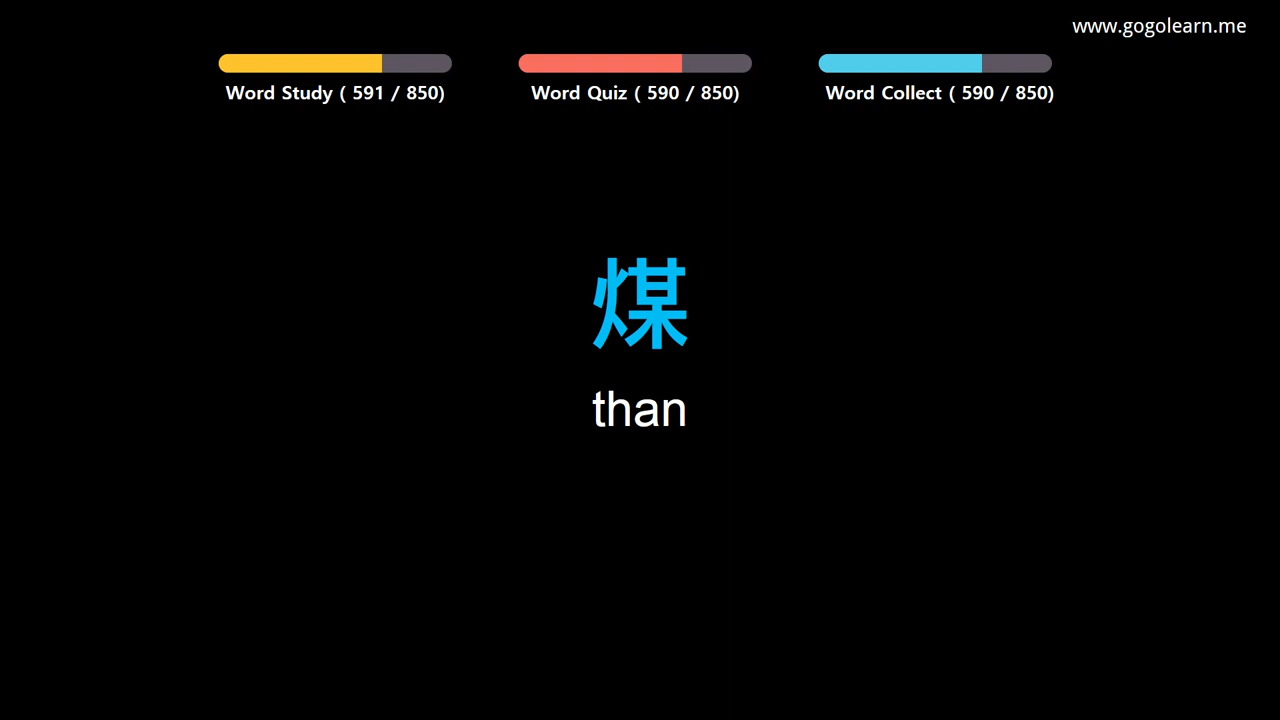 www.gogolearn.me
Word Study ( 591 / 850)
Word Quiz ( 590 / 850)
Word Collect ( 590 / 850)
煤
than